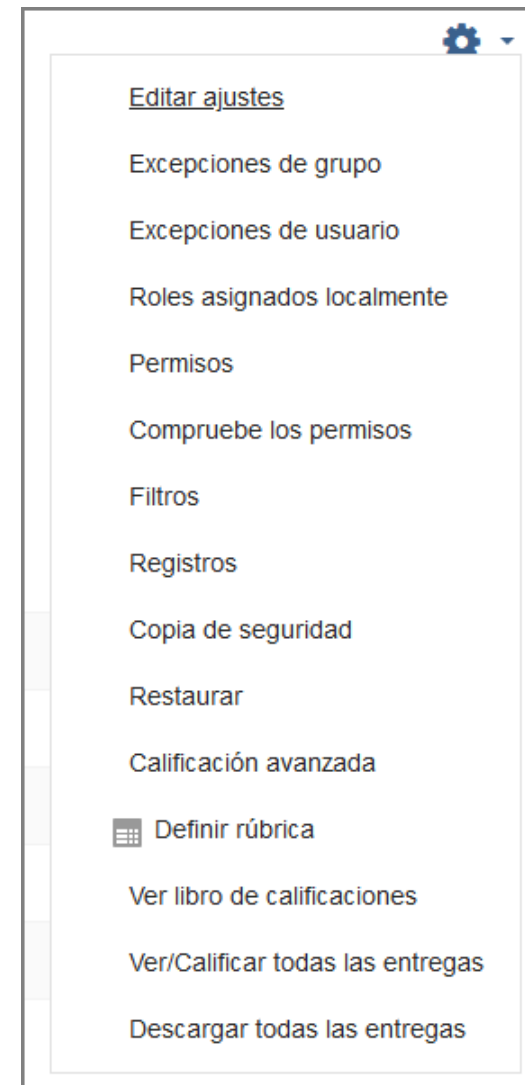 Editar ajustes
Excepciones de grupo
Excepciones de usuario
Roles asignados localmente
Permisos
Compruebe los permisos
Filtros
Registros
Copia de seguridad
Restaurar
Calificación avanzada
Definir rúbrica
Ver libro de calificaciones
Ver/Calificar todas las entregas
Descargar todas las entregas